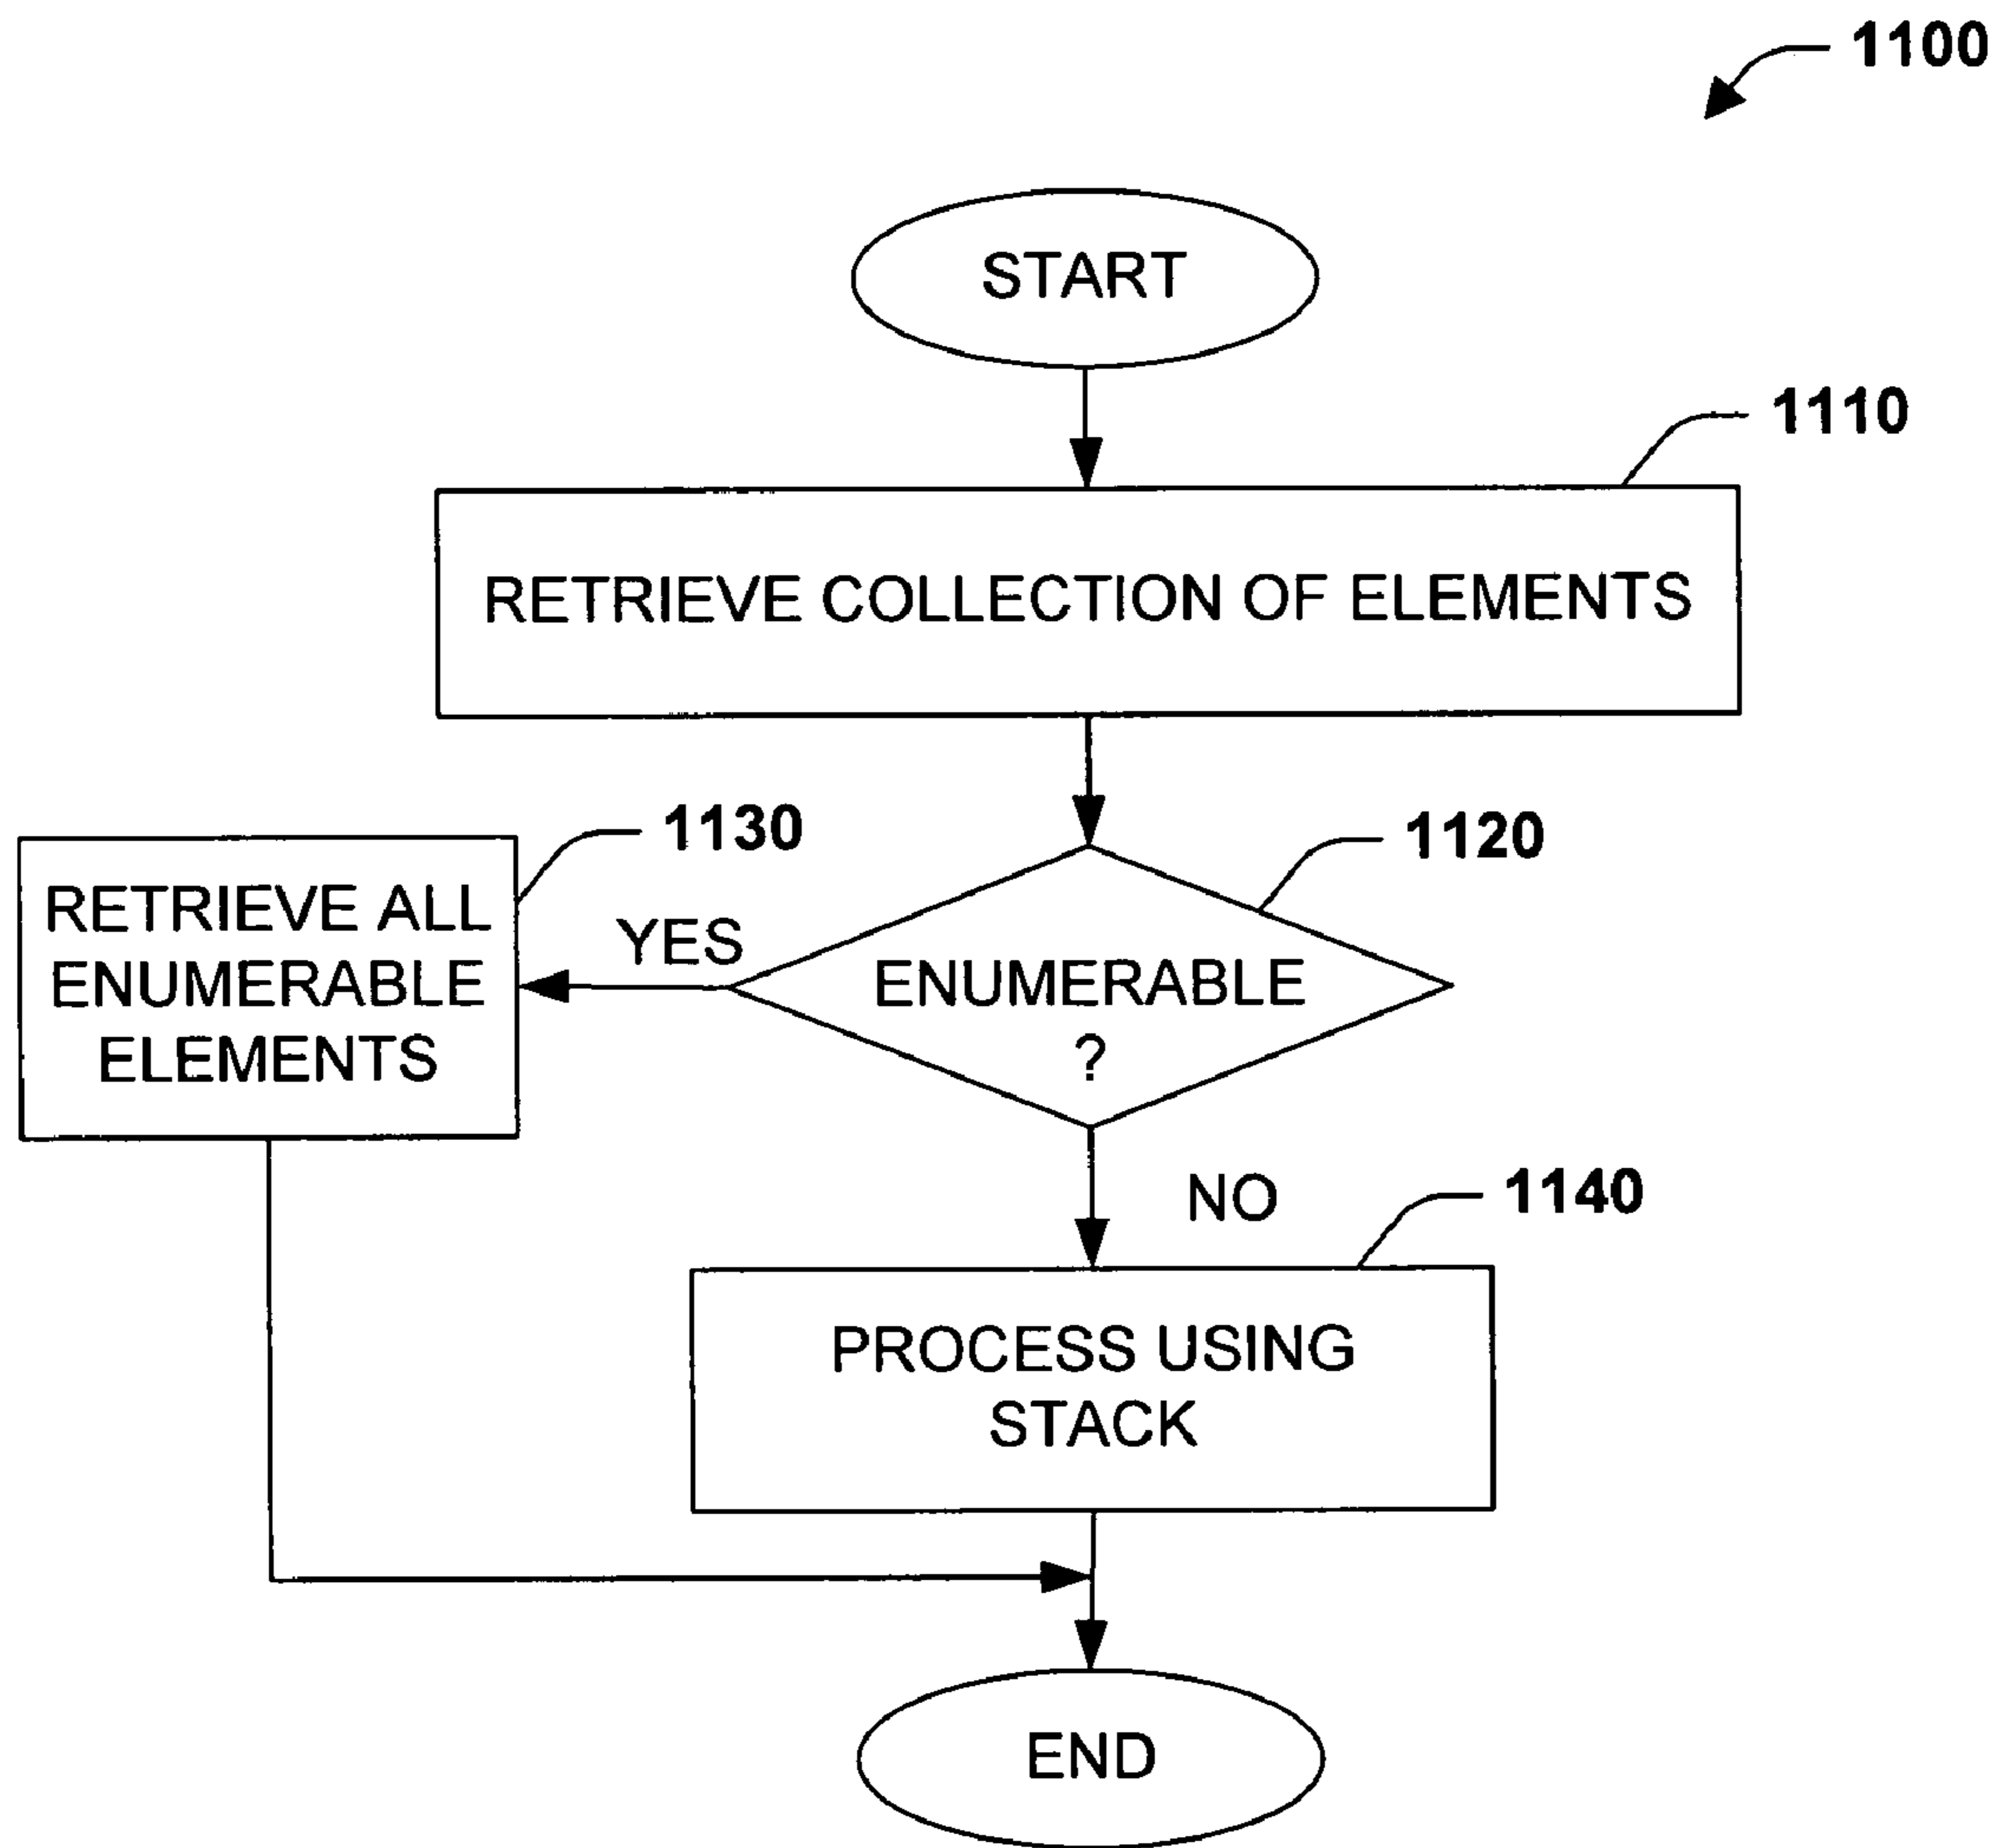 1100
START
1110
RETRIEVE COLLECTION OF ELEMENTS
1130
1120
RETRIEVE ALL
ENUMERABLE
ELEMENTS
YES
ENUMERABLE
?
NO
1140
PROCESS USING
STACK
END